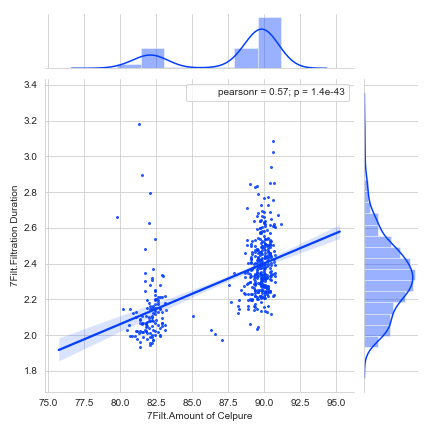 pearsonr = 0.57; p = 1.4e-43
3.4
3.2
3.0
2.8
2.6
2.4
2.2
2.0
1.8
7Filt.Filtration Duration
75.0 77.5 80.0 82.5 85.0 87.5 90.0 92.5 95.0
7Filt.Amount of Celpure